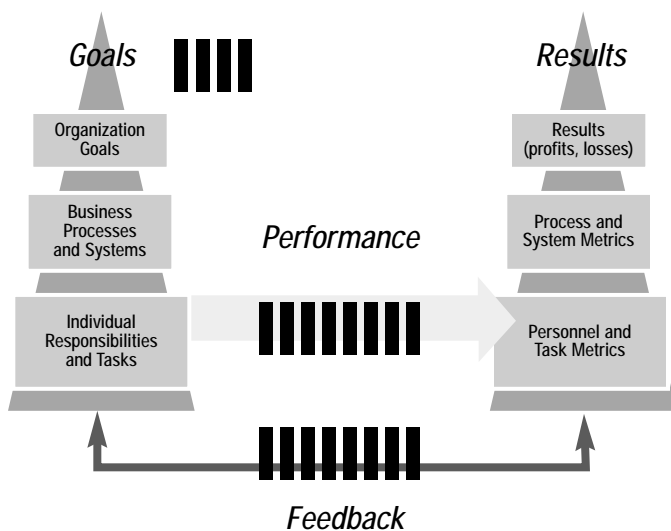 Goals
Results
Organization
Goals
Results
(profits, losses)
Business
Processes
and Systems
Performance
Process and
System Metrics
Individual
Responsibilities
and Tasks
Personnel and
Task Metrics
Feedback